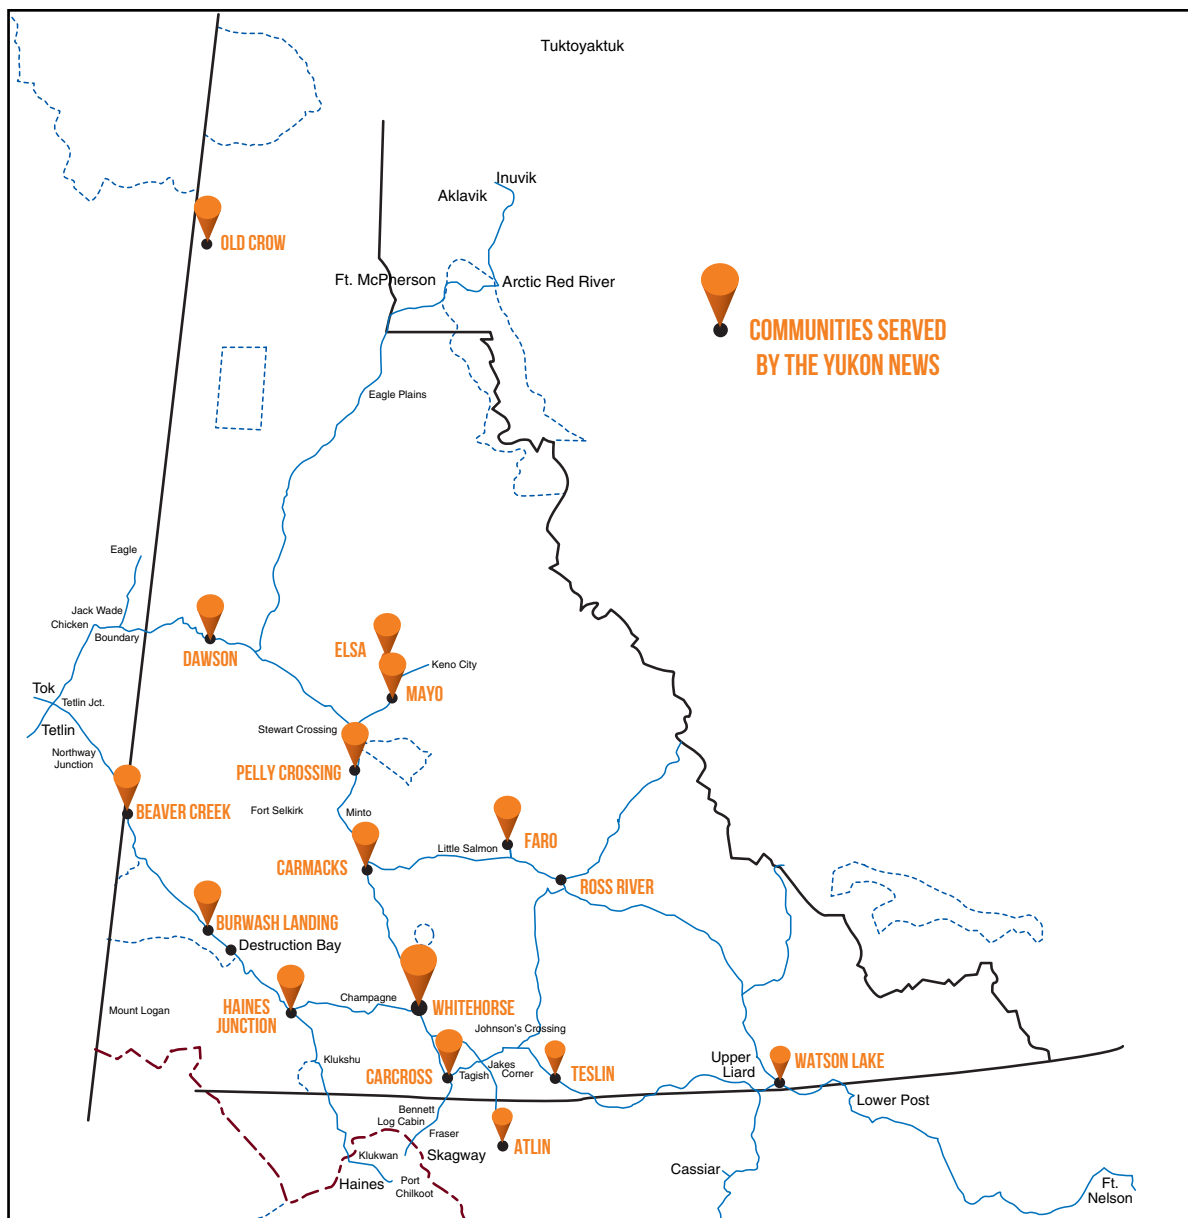 Tuktoyaktuk
Inuvik
Aklavik
OLD CROW
Ft. McPherson
Arctic Red River
COMMUNITIES SERVED
BY THE YUKON NEWS
Eagle Plains
Eagle
Jack Wade
Chicken
Boundary
DAWSON
ELSA
Keno City
MAYO
Tok
Tetlin Jct.
Tetlin
Stewart Crossing
Northway
Junction
PELLY CROSSING
BEAVER CREEK
Fort Selkirk
Minto
FARO
Little Salmon
CARMACKS
ROSS RIVER
BURWASH LANDING
Destruction Bay
Champagne
HAINES
JUNCTION
Mount Logan
WHITEHORSE
Johnson's Crossing
Klukshu
Jakes
Corner
CARCROSS
Tagish
TESLIN
Upper
Liard
WATSON LAKE
Lower Post
Bennett
Log Cabin
Fraser
ATLIN
Klukwan
Skagway
Haines
Port
Chilkoot
Cassiar
Ft.
Nelson